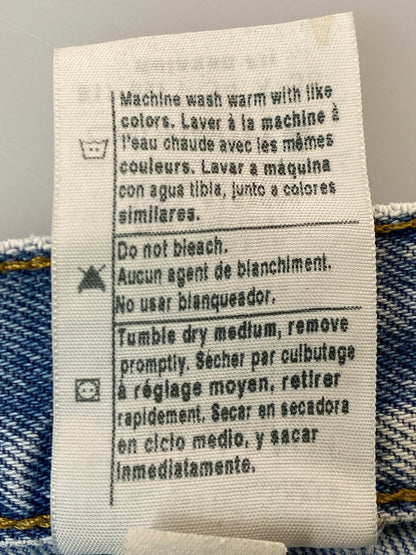 Machine wash warm with like
colors. Laver à la machine à
l'eau chaude avec les mêmes
couleurs. Lavar a máquina
con agua tibia, junto a colores
similares.
Do not bleach.
Aucun agent de blanchiment.
No usar blanqueador.
Tumble dry medium, remove
promptly. Sécher par culbutage
à réglage moyen, retirer
rapidement. Secar en secadora
en ciclo medio, y sacar
inmediatamente.